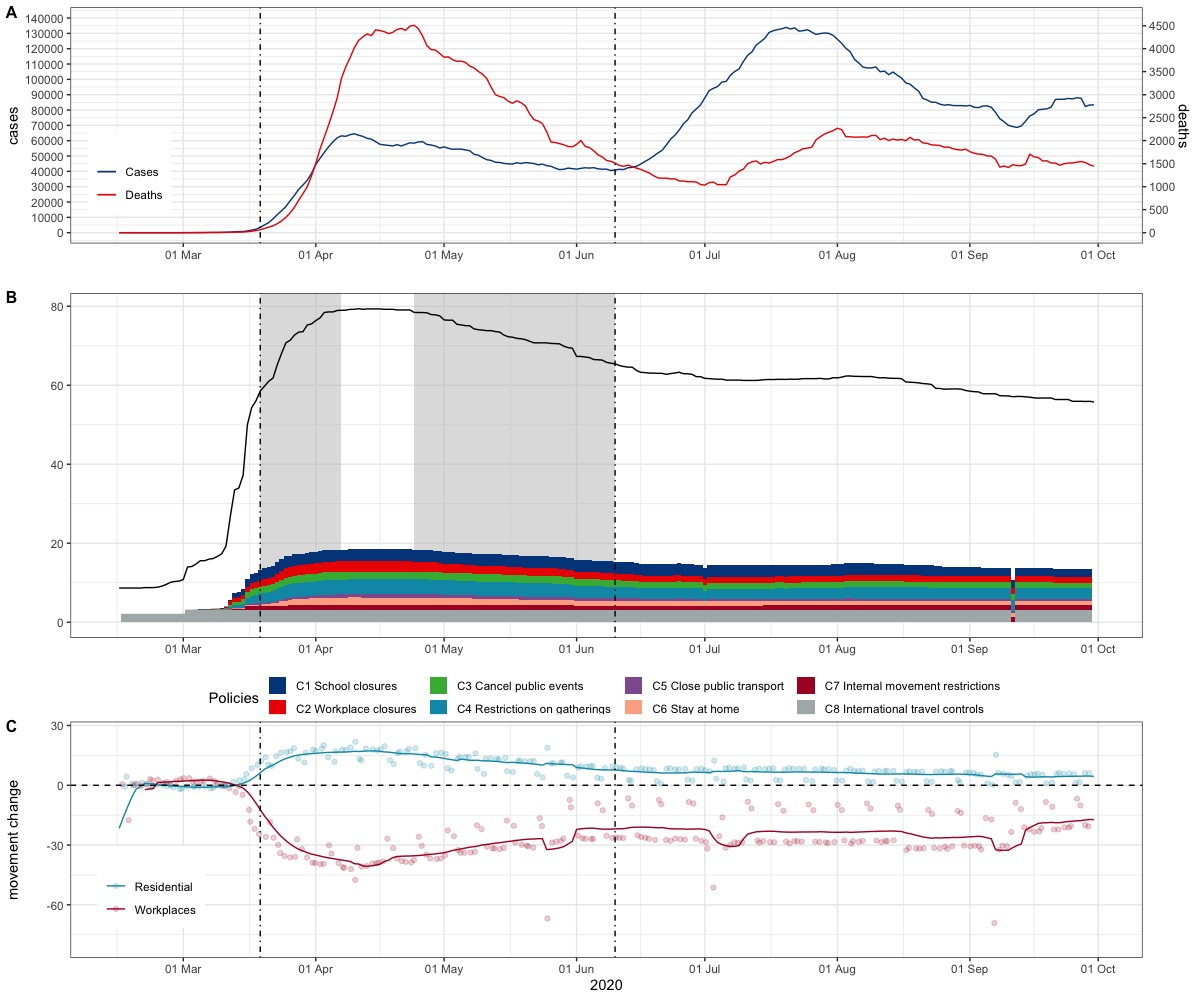 A
140000
130000
120000
110000
100000
90000
80000
70000
60000
50000
40000
30000
20000
10000
0
cases
4500
4000
3500
3000
2500
2000
1500
1000
500
0
deaths
Cases
Deaths
01 Mar 01 Apr 01 May 01 Jun 01 Jul 01 Aug 01 Sep 01 Oct
B
80
60
40
20
0
01 Mar 01 Apr 01 May 01 Jun 01 Jul 01 Aug 01 Sep 01 Oct
Policies
C1 School closures C3 Cancel public events C5 Close public transport C7 Internal movement restrictions
C2 Workplace closures C4 Restrictions on gatherings C6 Stay at home C8 International travel controls
C
30
0
-30
-60
movement change
Residential
Workplaces
01 Mar 01 Apr 01 May 01 Jun 01 Jul 01 Aug 01 Sep 01 Oct
2020